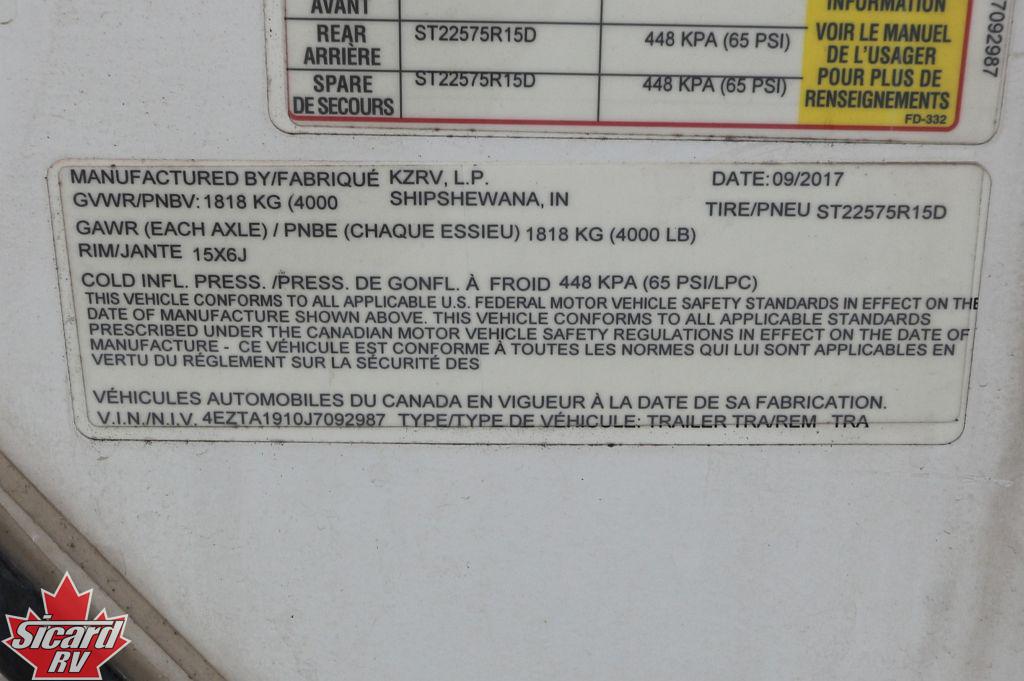 AVANT
INFORMATION
REAR
ARRIÈRE
ST22575R15D
448 KPA (65 PSI)
SPARE
DE SECOURS
ST22575R15D
448 KPA (65 PSI)
VOIR LE MANUEL
DE L'USAGER
POUR PLUS DE
RENSEIGNEMENTS
FD-332
7092987
MANUFACTURED BY/FABRIQUÉ KZRV, L.P. DATE: 09/2017
GVWR/PNBV: 1818 KG (4000 SHIPSHEWANA, IN TIRE/PNEU ST22575R15D
GAWR (EACH AXLE) / PNBE (CHAQUE ESSIEU) 1818 KG (4000 LB)
RIM/JANTE 15X6J
COLD INFL. PRESS. /PRESS. DE GONFL. À FROID 448 KPA (65 PSI/LPC)
THIS VEHICLE CONFORMS TO ALL APPLICABLE U.S. FEDERAL MOTOR VEHICLE SAFETY STANDARDS IN EFFECT ON THE
DATE OF MANUFACTURE SHOWN ABOVE. THIS VEHICLE CONFORMS TO ALL APPLICABLE STANDARDS
PRESCRIBED UNDER THE CANADIAN MOTOR VEHICLE SAFETY REGULATIONS IN EFFECT ON THE DATE OF
MANUFACTURE - CE VÉHICULE EST CONFORME À TOUTES LES NORMES QUI LUI SONT APPLICABLES EN
VERTU DU RÉGLEMENT SUR LA SÉCURITÉ DES
VÉHICULES AUTOMOBILES DU CANADA EN VIGUEUR À LA DATE DE SA FABRICATION.
V.I.N./N.I.V. 4EZTA1910J7092987 TYPE/TYPE DE VÉHICULE: TRAILER TRA/REM TRA
Sicard
RV